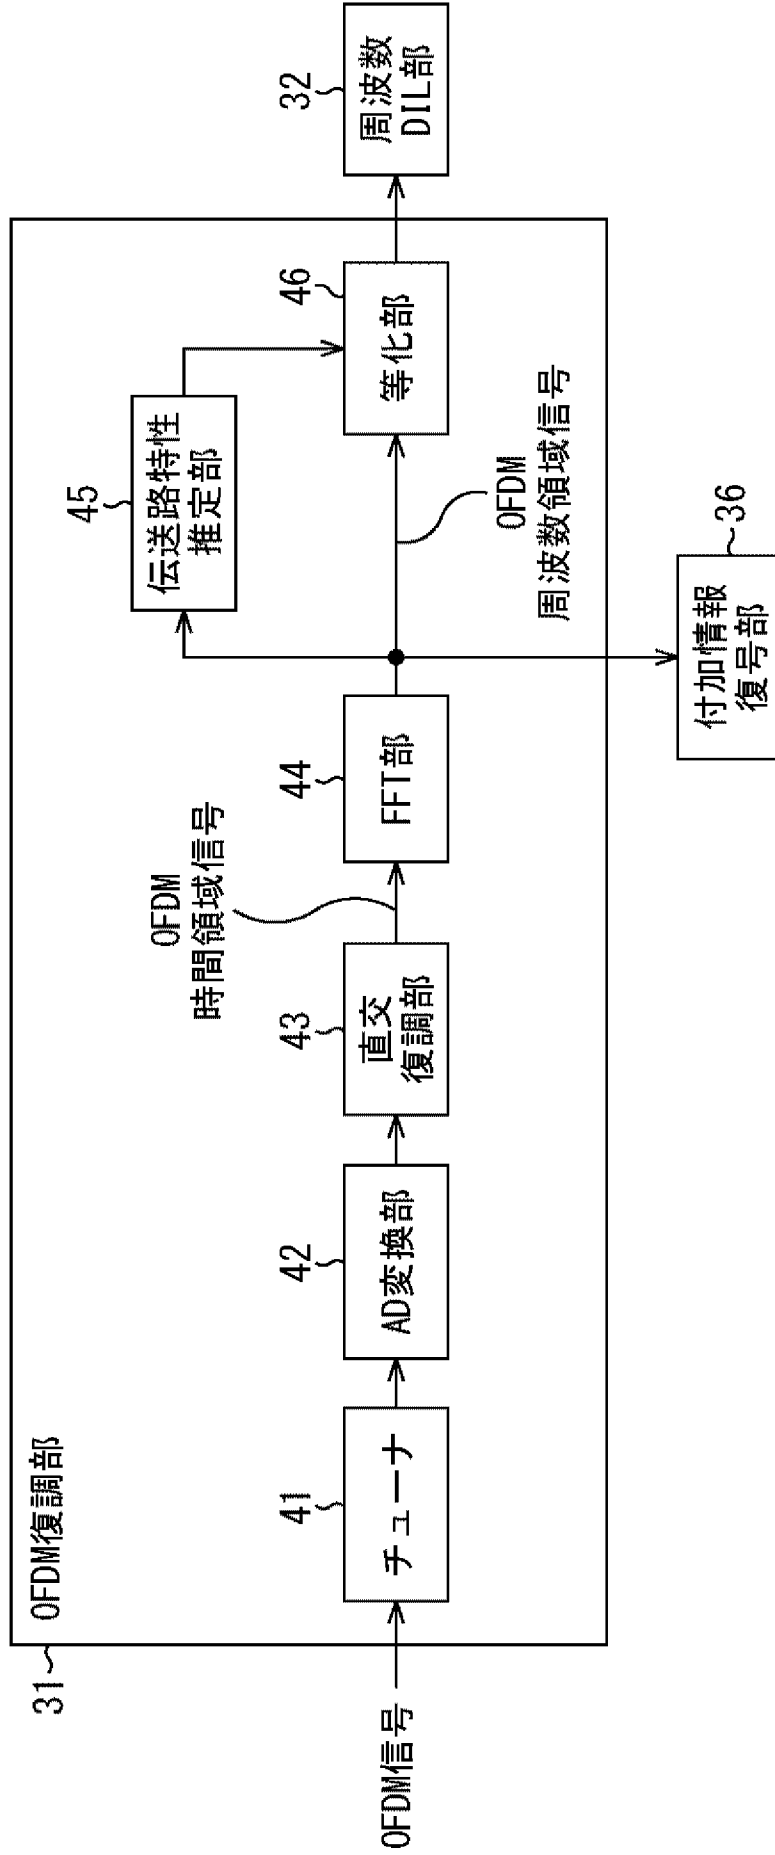 31
OFDM復調部
OFDM信号
41
チューナ
42
AD変換部
43
直交
復調部
OFDM
時間領域信号
44
FFT部
45
伝送路特性
推定部
46
等化部
OFDM
周波数領域信号
36
付加情報
復号部
32
周波数
DIL部